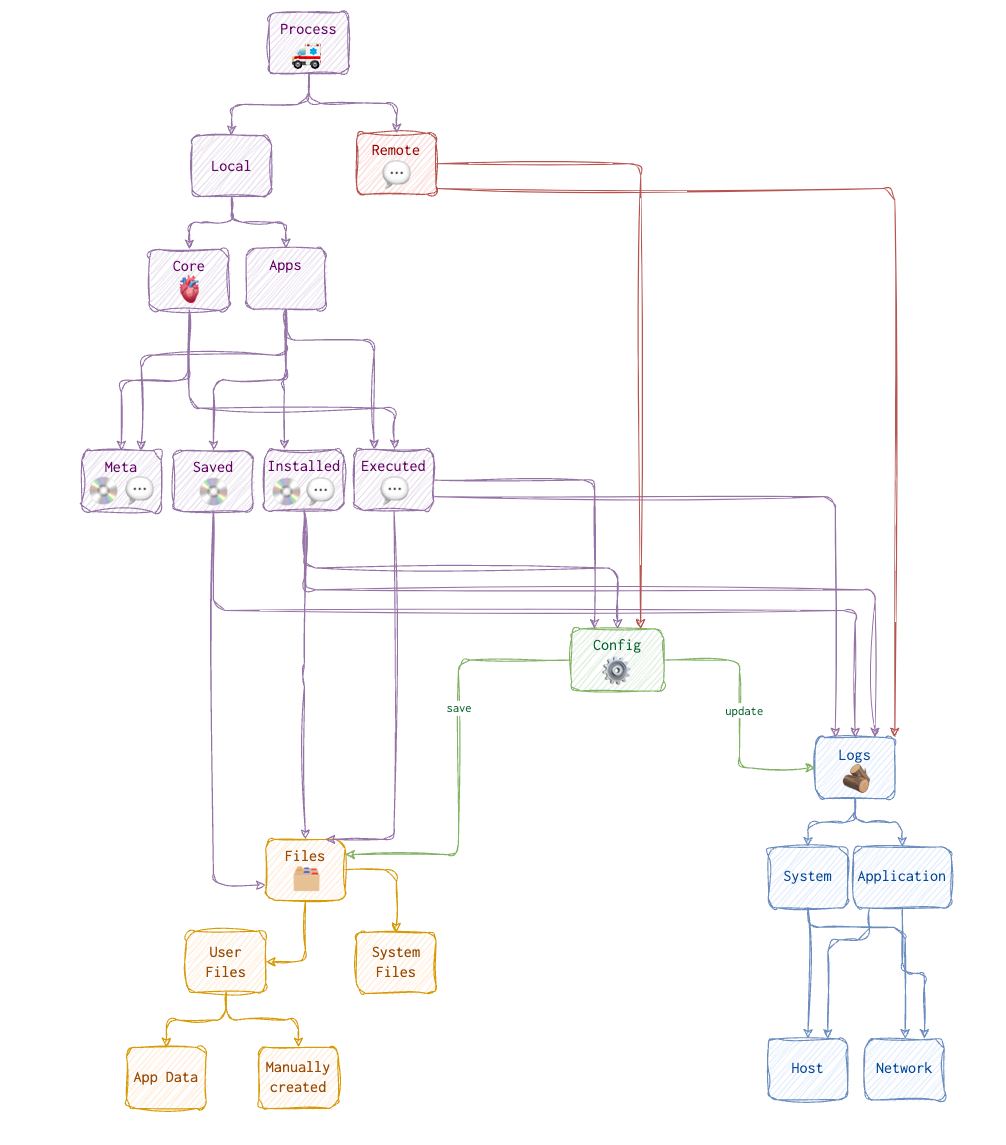 Process
Local
Remote
Core
Apps
Meta
Saved
Installed
Executed
Config
save
update
Logs
Files
System
Application
User
Files
System
Files
App Data
Manually
created
Host
Network